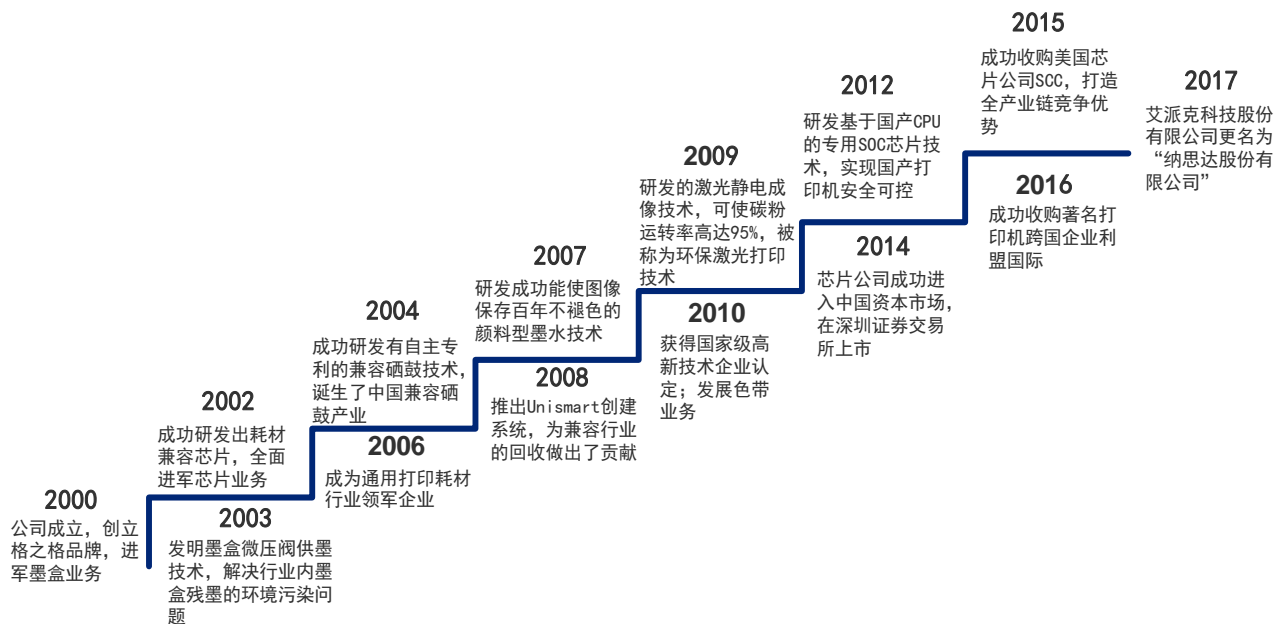 2000
公司成立，创立
格之格品牌，进
军墨盒业务
2002
成功研发出耗材
兼容芯片，全面
进军芯片业务
2003
发明墨盒微压阀供墨
技术，解决行业内墨
盒残墨的环境污染问
题
2004
成功研发有自主专
利的兼容硒鼓技术，
诞生了中国兼容硒
鼓产业
2006
成为通用打印耗材
行业领军企业
2007
研发成功能使图像
保存百年不褪色的
颜料型墨水技术
2008
推出Unismart创建
系统，为兼容行业
的回收做出了贡献
2009
研发的激光静电成
像技术，可使碳粉
运转率高达95%，被
称为环保激光打印
技术
2010
获得国家级高
新技术企业认
定；发展色带
业务
2012
研发基于国产CPU
的专用SOC芯片技
术，实现国产打
印机安全可控
2014
芯片公司成功进
入中国资本市场，
在深圳证券交易
所上市
2015
成功收购美国芯
片公司SCC，打造
全产业链竞争优
势
2016
成功收购著名打
印机跨国企业利
盟国际
2017
艾派克科技股份
有限公司更名为
“纳思达股份有
限公司”